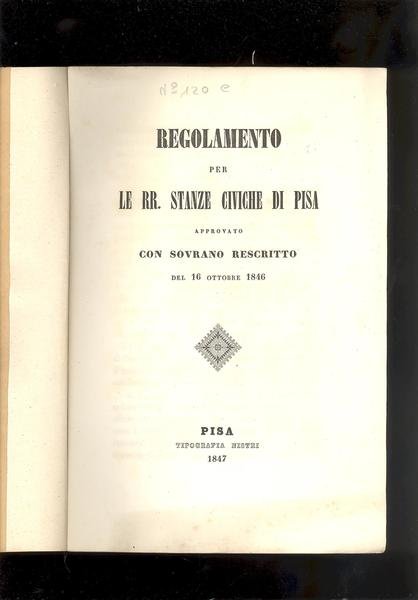 Nº 120 C
REGOLAMENTO
PER
LE RR. STANZE CIVICHE DI PISA
APPROVATO
CON SOVRANO RESCRITTO
DEL 16 OTTOBRE 1846
PISA
TIPOGRAFIA NISTRI
1847